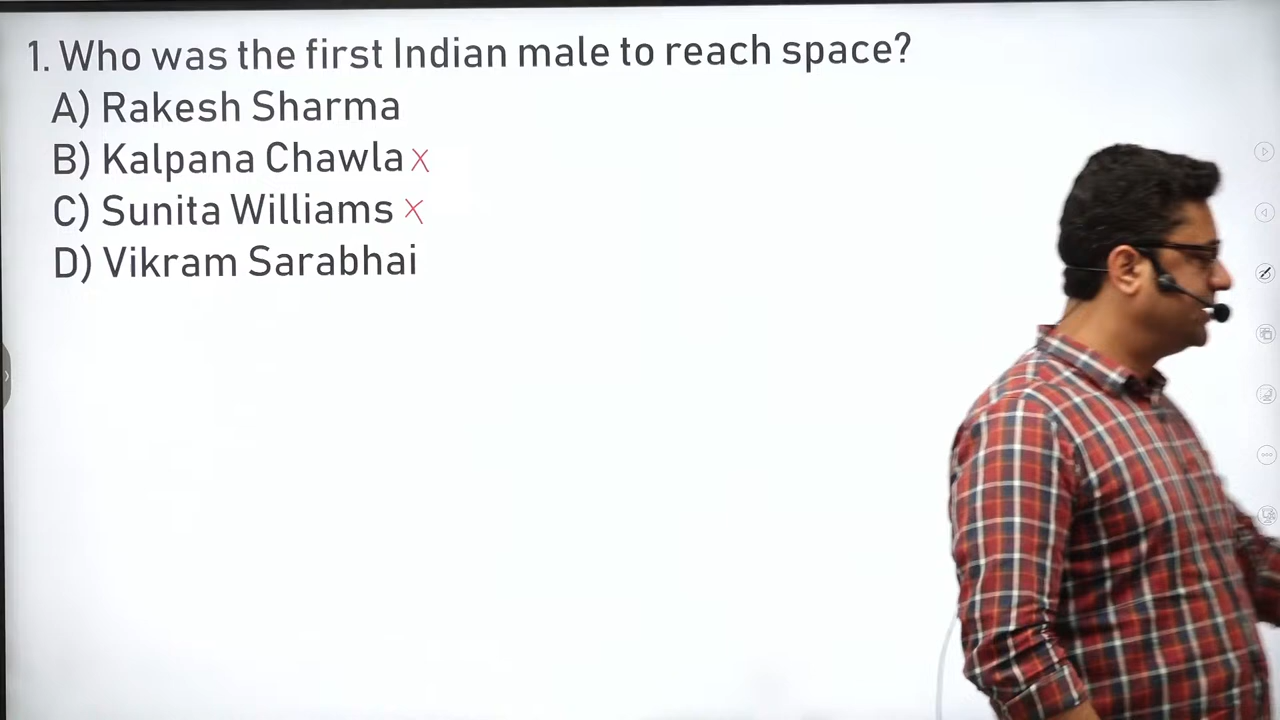 1. Who was the first Indian male to reach space?
A) Rakesh Sharma
B) Kalpana Chawla x
C) Sunita Williams x
D) Vikram Sarabhai